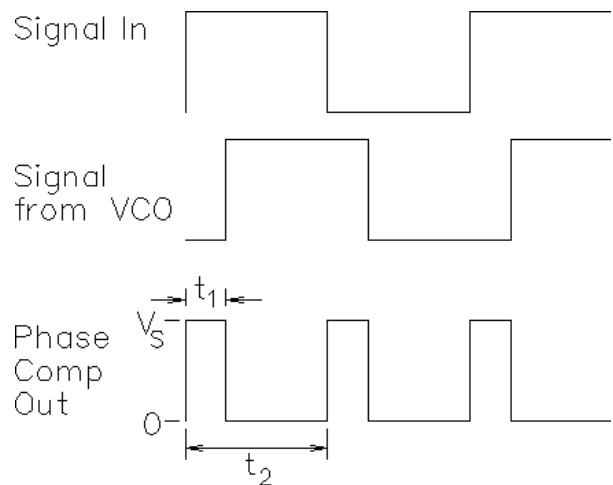 Signal In
Signal
from VCO
t1
VS
Phase
Comp
Out
0
t2